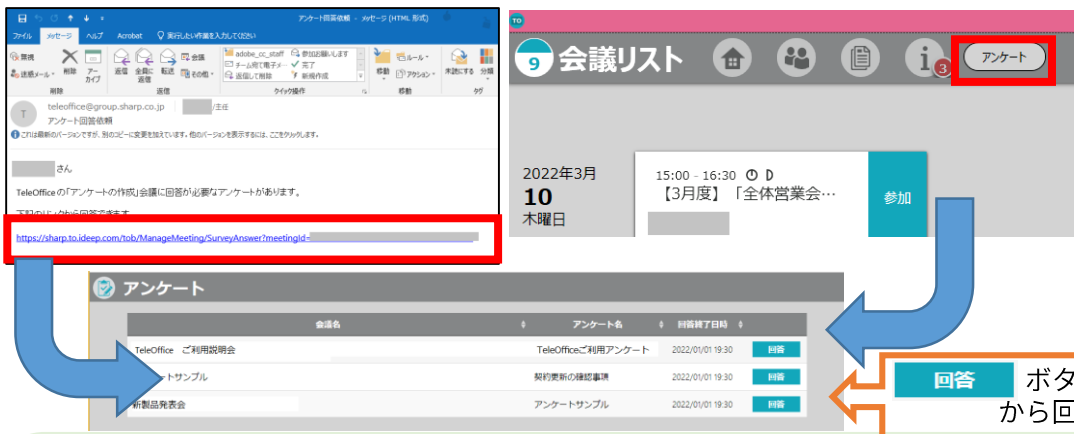 アンケート回答依頼 - メッセージ (HTML 形式)
ファイル メッセージ ヘルプ Acrobat 実行したい作業を入力してください
無視
迷惑メール
削除
アーカイブ
返信
全員に返信
転送
会議
その他
adobe_cc_staff
チーム宛て電子メー
返信して削除
参加お願いします
完了
新規作成
移動
ルール
アクション
未読にする
分類
削除 返信 クイック操作 移動 タグ
T
teleoffice@group.sharp.co.jp /主任
アンケート回答依頼
これは最新のバージョンですが、別のコピーに変更を加えています。他のバージョンを表示するには、ここをクリックします。
さん
TeleOfficeの「アンケートの作成」会議に回答が必要なアンケートがあります。
下記のリンクから回答できます
https://sharp.to.ideep.com/tob/ManageMeeting/SurveyAnswer?meetingId=
TO
9 会議リスト
i 3 アンケート
2022年3月
10
木曜日
15:00 - 16:30
【3月度】「全体営業会…
参加
アンケート
会議名 アンケート名 回答終了日時
TeleOffice ご利用説明会 TeleOfficeご利用アンケート 2022/01/01 19:30 回答
ートサンプル 契約更新の確認事項 2022/01/01 19:30 回答
新製品発表会 アンケートサンプル 2022/01/01 19:30 回答
回答 ボタ
から回